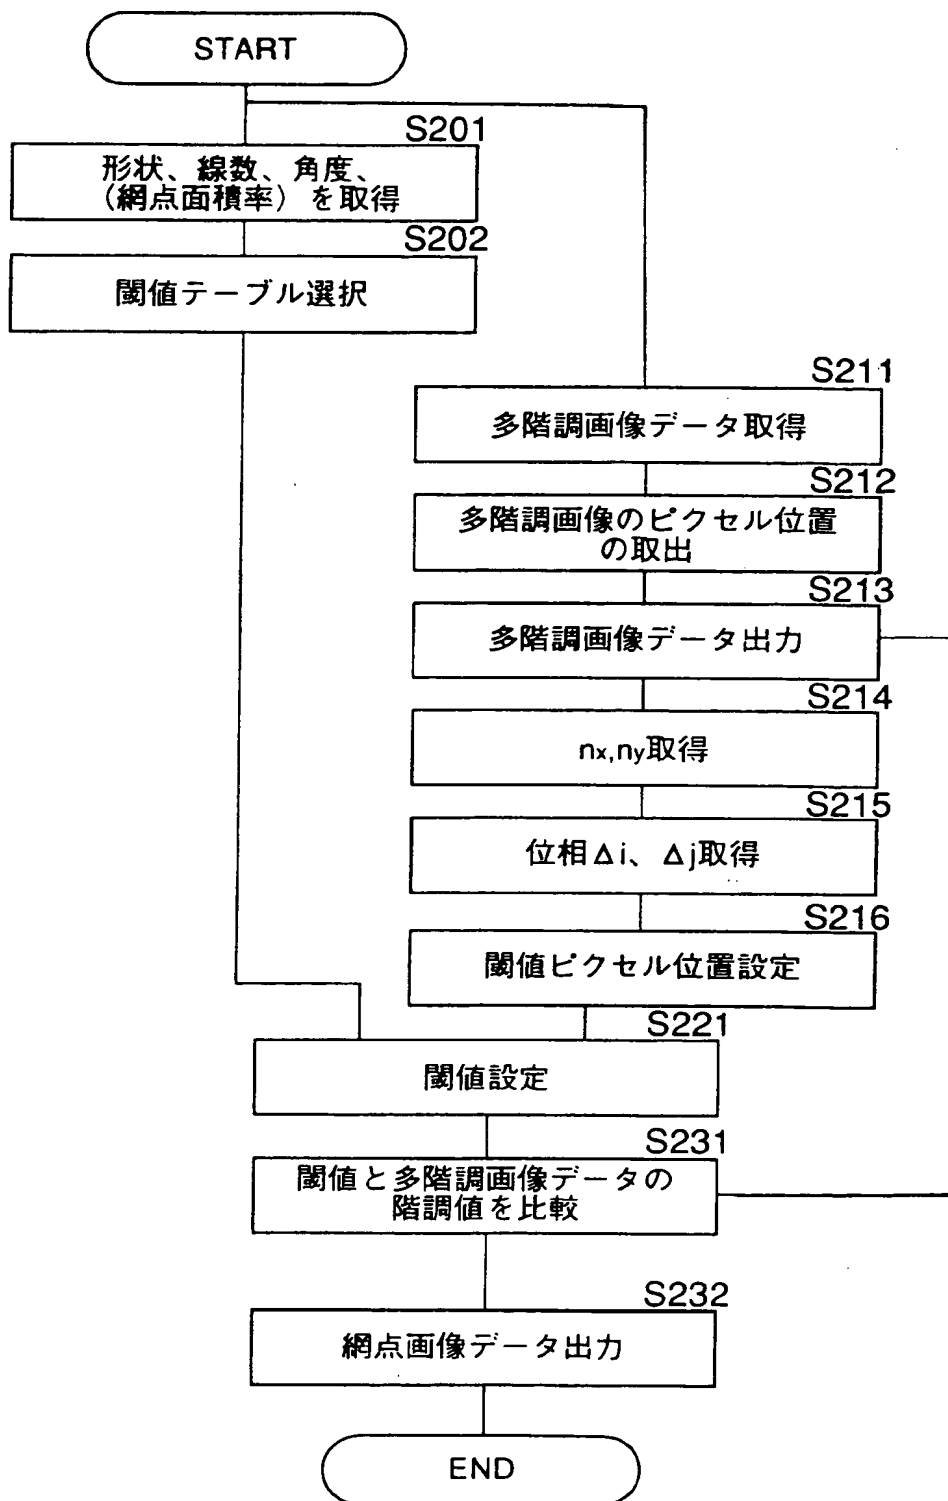 START
S201
形状、線数、角度、
(網点面積率)を取得
S202
閾値テーブル選択
S211
多階調画像データ取得
S212
多階調画像のピクセル位置
の取出
S213
多階調画像データ出力
S214
nx,ny取得
S215
位相Δi、Δj取得
S216
閾値ピクセル位置設定
S221
閾値設定
S231
閾値と多階調画像データの
階調値を比較
S232
網点画像データ出力
END